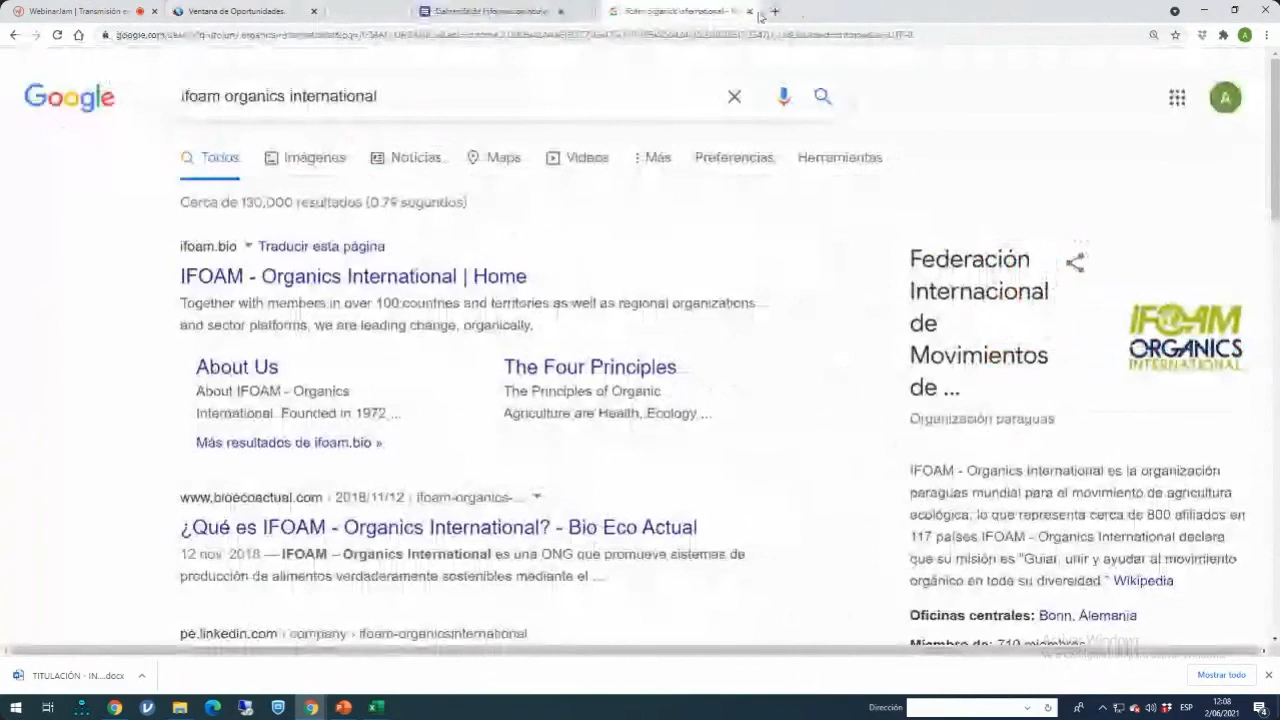 WebinarJam | Transmisión e
Ventana de Oportunidades.
google.com
Google
ifoam organics international
A
Todos
Imágenes
Noticias
Maps
Videos
Más
Preferencias
Herramientas
Cerca de 130,000 resultados (0.79 segundos)
ifoam.bio
Traducir esta página
IFOAM - Organics International | Home
Together with members in over 100 countries and territories as well as regional organizations
and sector platforms, we are leading change, organically.
About Us
The Four Principles
About IFOAM - Organics
The Principles of Organic
International. Founded in 1972 ...
Agriculture are Health, Ecology ...
Más resultados de ifoam.bio »
www.bioecoactual.com › 2018/11/12 › ifoam-organics-...
¿Qué es IFOAM - Organics International? - Bio Eco Actual
12 nov. 2018 — IFOAM – Organics International es una ONG que promueve sistemas de
producción de alimentos verdaderamente sostenibles mediante el ...
pe.linkedin.com › company › ifoam-organicsinternational
Federación
Internacional
de
Movimientos
de ...
IFOAM
ORGANICS
INTERNATIONAL
Organización paraguas
IFOAM - Organics International es la organización
paraguas mundial para el movimiento de agricultura
ecológica, lo que representa cerca de 800 afiliados en
117 países IFOAM - Organics International declara
que su misión es "Guiar, unir y ayudar al movimiento
orgánico en toda su diversidad." Wikipedia
Oficinas centrales: Bonn, Alemania
Miembro de: 710 miembros
Activar Windows
TITULACIÓN - IN....docx
Mostrar todo
Dirección
ESP
12:08
2/06/2021
4